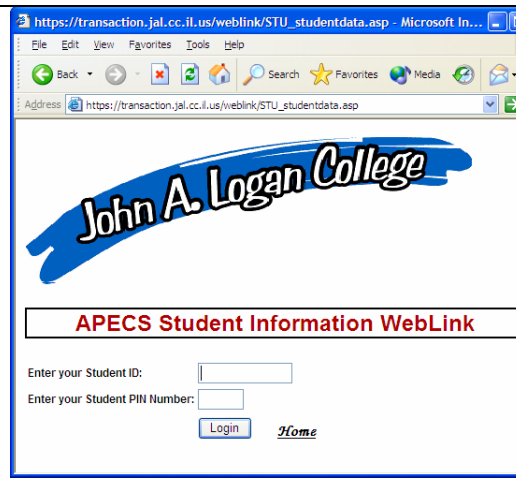 https://transaction.jal.cc.il.us/weblink/STU_studentdata.asp - Microsoft In...
File Edit View Favorites Tools Help
Back Search Favorites Media
Address https://transaction.jal.cc.il.us/weblink/STU_studentdata.asp
John A. Logan College
APECS Student Information WebLink
Enter your Student ID:
Enter your Student PIN Number:
Login Home